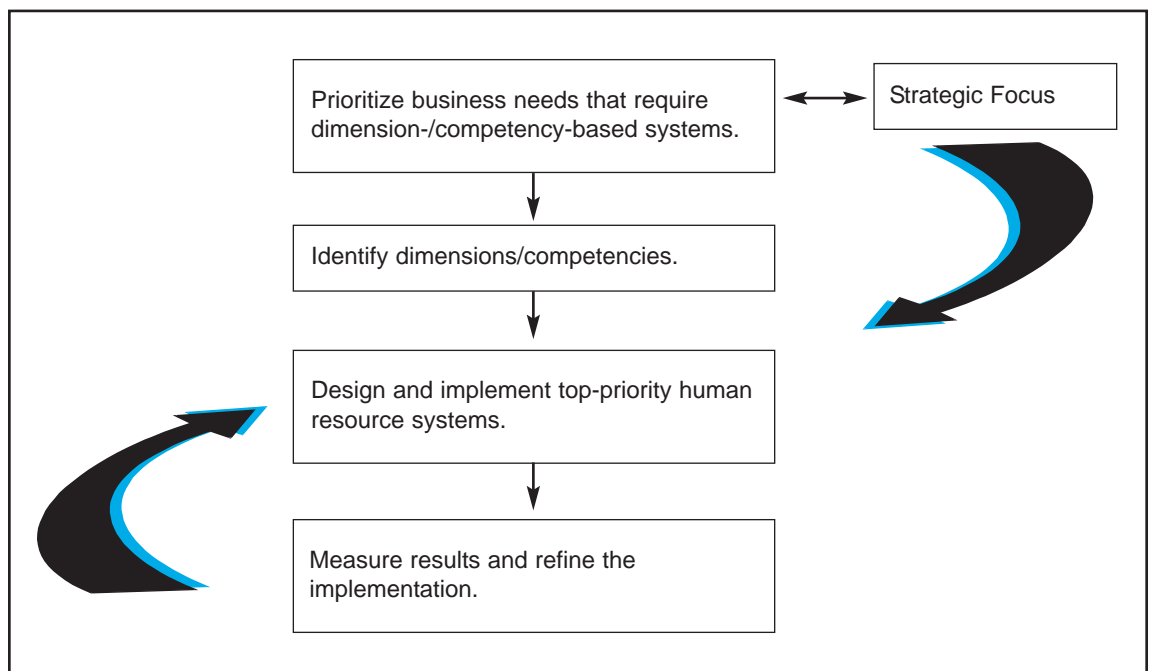 Prioritize business needs that require
dimension-/competency-based systems.
Strategic Focus
Identify dimensions/competencies.
Design and implement top-priority human
resource systems.
Measure results and refine the
implementation.